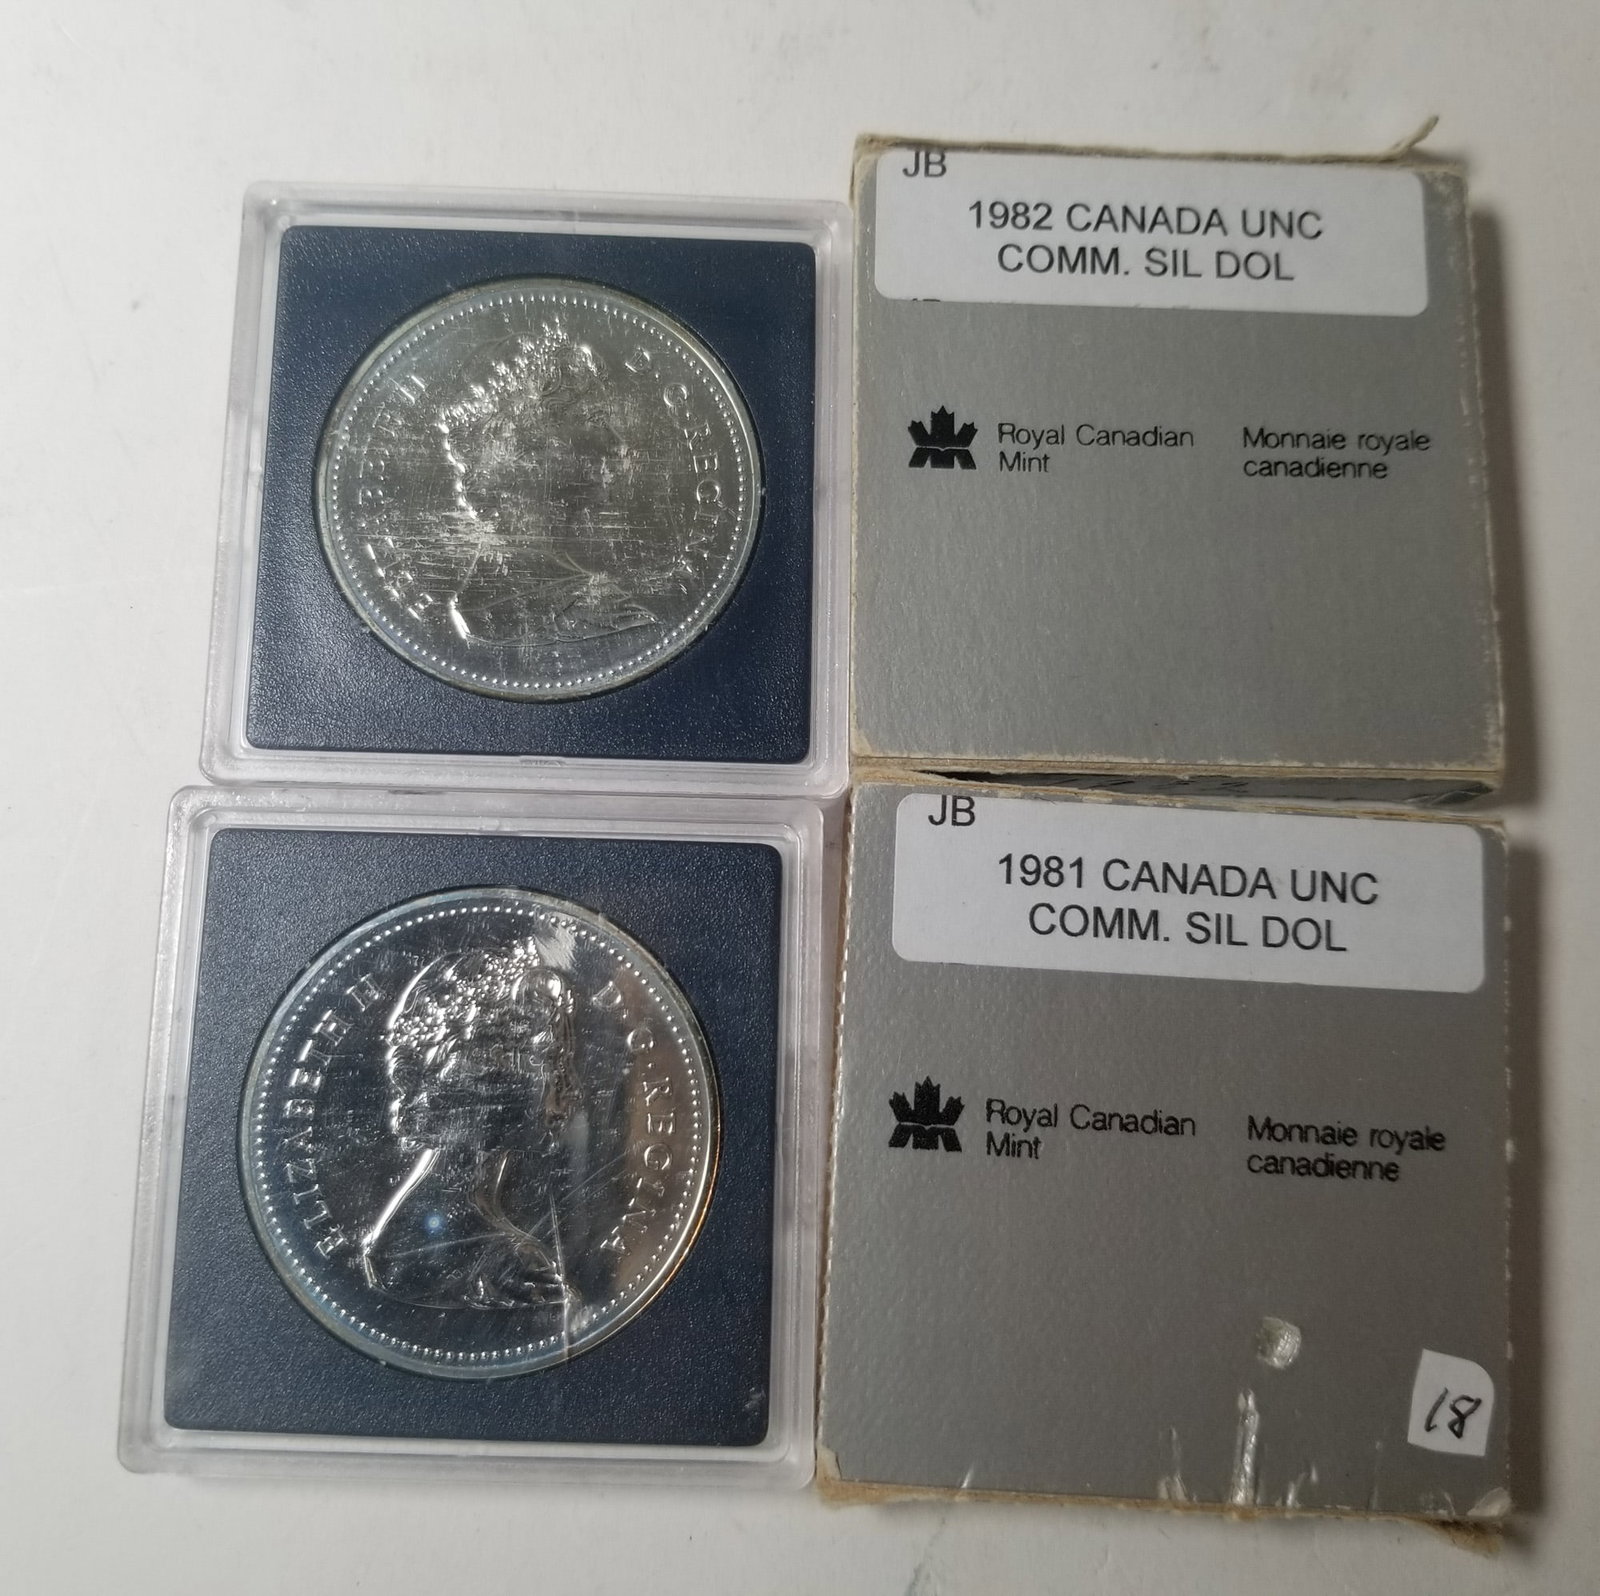 ELIZABETH II D·G·REGINA
JB
1982 CANADA UNC
COMM. SIL DOL
Royal Canadian
Mint
Monnaie royale
canadienne
ELIZABETH II D·G·REGINA
JB
1981 CANADA UNC
COMM. SIL DOL
Royal Canadian
Mint
Monnaie royale
canadienne
18